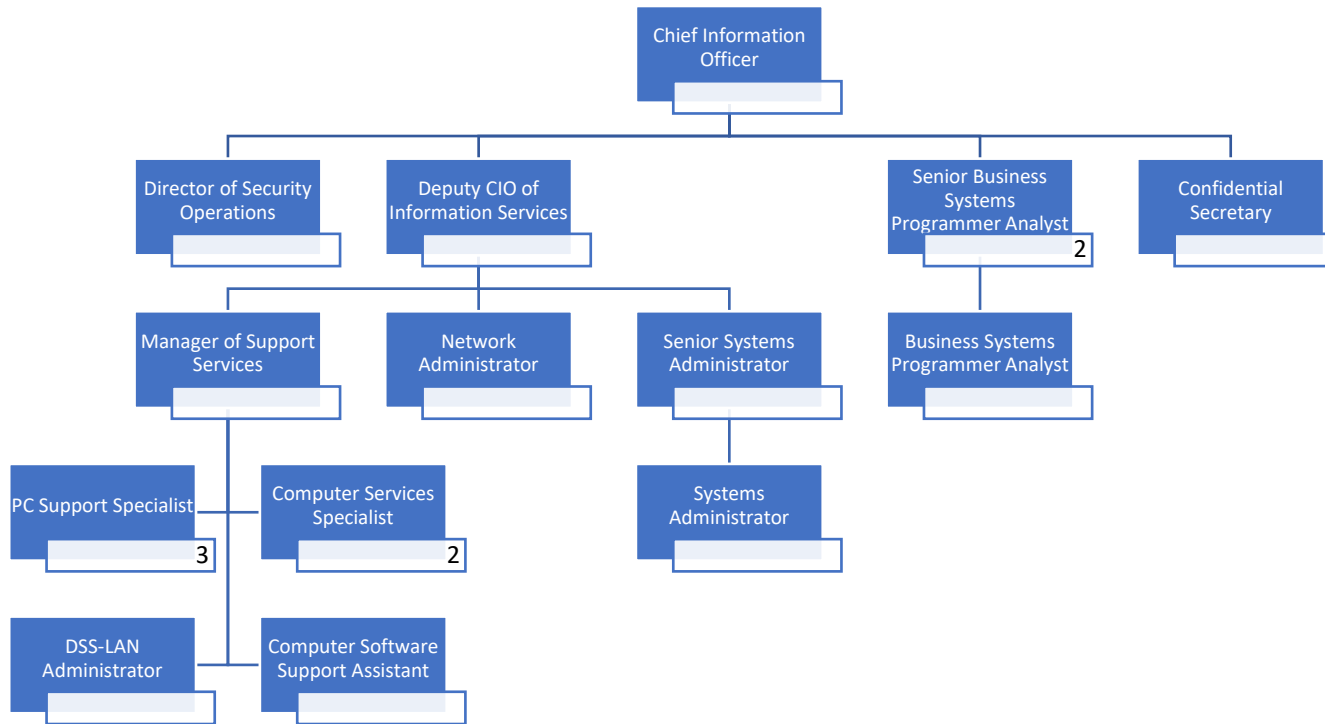 Chief Information
Officer
Director of Security
Operations
Deputy CIO of
Information Services
Senior Business
Systems
Programmer Analyst
2
Confidential
Secretary
Manager of Support
Services
Network
Administrator
Senior Systems
Administrator
Business Systems
Programmer Analyst
PC Support Specialist
3
Computer Services
Specialist
2
Systems
Administrator
DSS-LAN
Administrator
Computer Software
Support Assistant